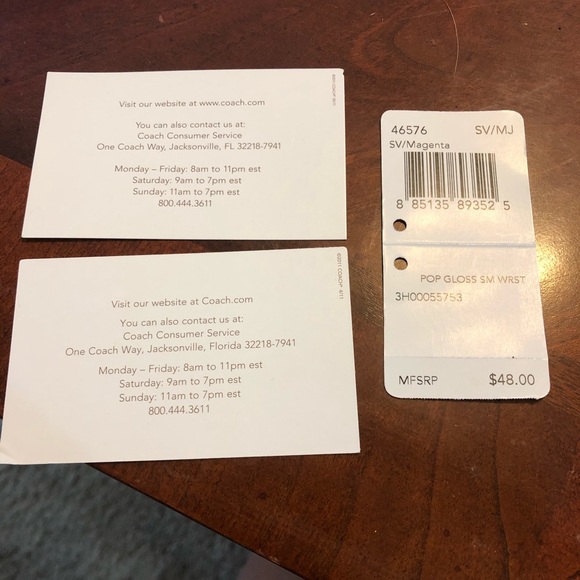 Visit our website at www.coach.com
You can also contact us at:
Coach Consumer Service
One Coach Way, Jacksonville, FL 32218-7941
Monday – Friday: 8am to 11pm est
Saturday: 9am to 7pm est
Sunday: 11am to 7pm est
800.444.3611
Visit our website at Coach.com
You can also contact us at:
Coach Consumer Service
One Coach Way, Jacksonville, Florida 32218-7941
Monday – Friday: 8am to 11pm est
Saturday: 9am to 7pm est
Sunday: 11am to 7pm est
800.444.3611
©2011 COACH® 4/11
46576 SV/MJ
SV/Magenta
8 85135 89352 5
POP GLOSS SM WRST
3H00055753
MFSRP $48.00